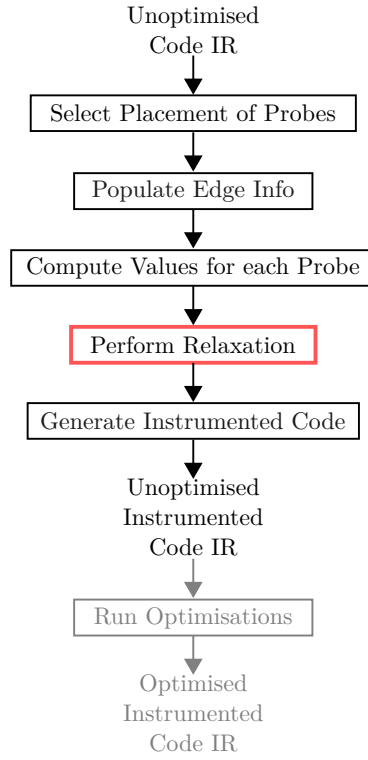 Unoptimised
Code IR
Select Placement of Probes
Populate Edge Info
Compute Values for each Probe
Perform Relaxation
Generate Instrumented Code
Unoptimised
Instrumented
Code IR
Run Optimisations
Optimised
Instrumented
Code IR